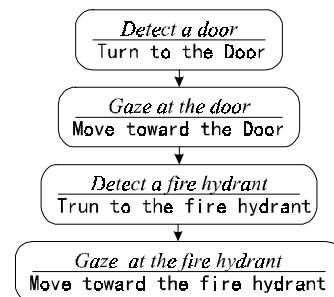 Detect a door
Turn to the Door
Gaze at the door
Move toward the Door
Detect a fire hydrant
Trun to the fire hydrant
Gaze at the fire hydrant
Move toward the fire hydrant